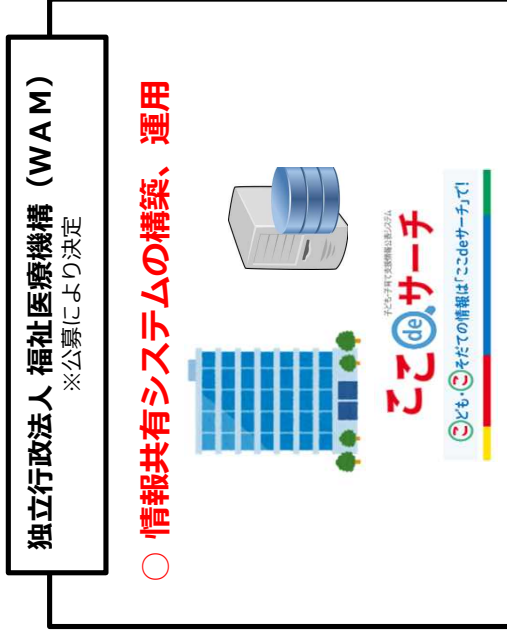 独立行政法人 福祉医療機構（ＷＡＭ）
※公募により決定
○ 情報共有システムの構築、運用
子ども・子育て支援情報公表システム
ここdeサーチ
こども・こそだての情報は「ここdeサーチ」で!